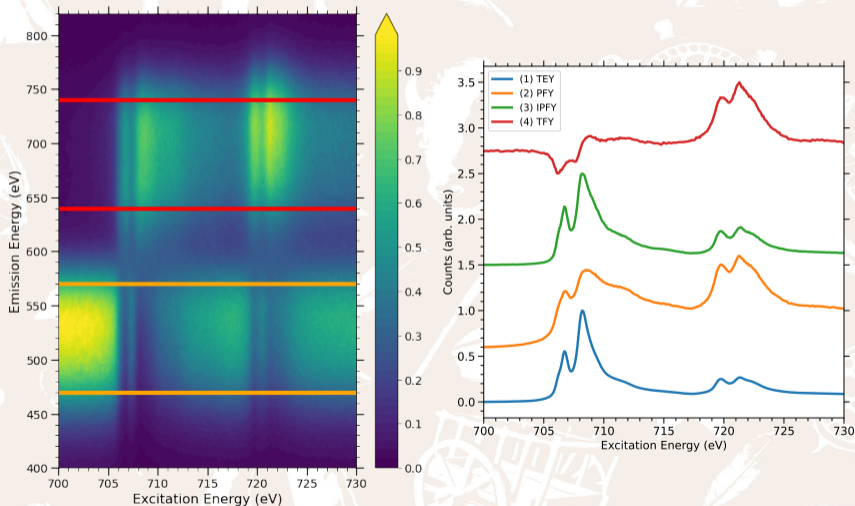 800
750
700
650
600
550
500
450
400
Emission Energy (eV)
700 705 710 715 720 725 730
Excitation Energy (eV)
0.9
0.8
0.7
0.6
0.5
0.4
0.3
0.2
0.1
0.0
(1) TEY
(2) PFY
(3) IPFY
(4) TFY
3.5
3.0
2.5
2.0
1.5
1.0
0.5
0.0
Counts (arb. units)
700 705 710 715 720 725 730
Excitation Energy (eV)